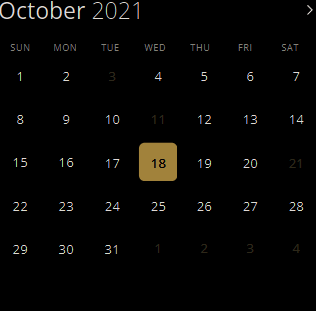 October 2021
SUN MON TUE WED THU FRI SAT
1 2 3 4 5 6 7
8 9 10 11 12 13 14
15 16 17 18 19 20 21
22 23 24 25 26 27 28
29 30 31 1 2 3 4